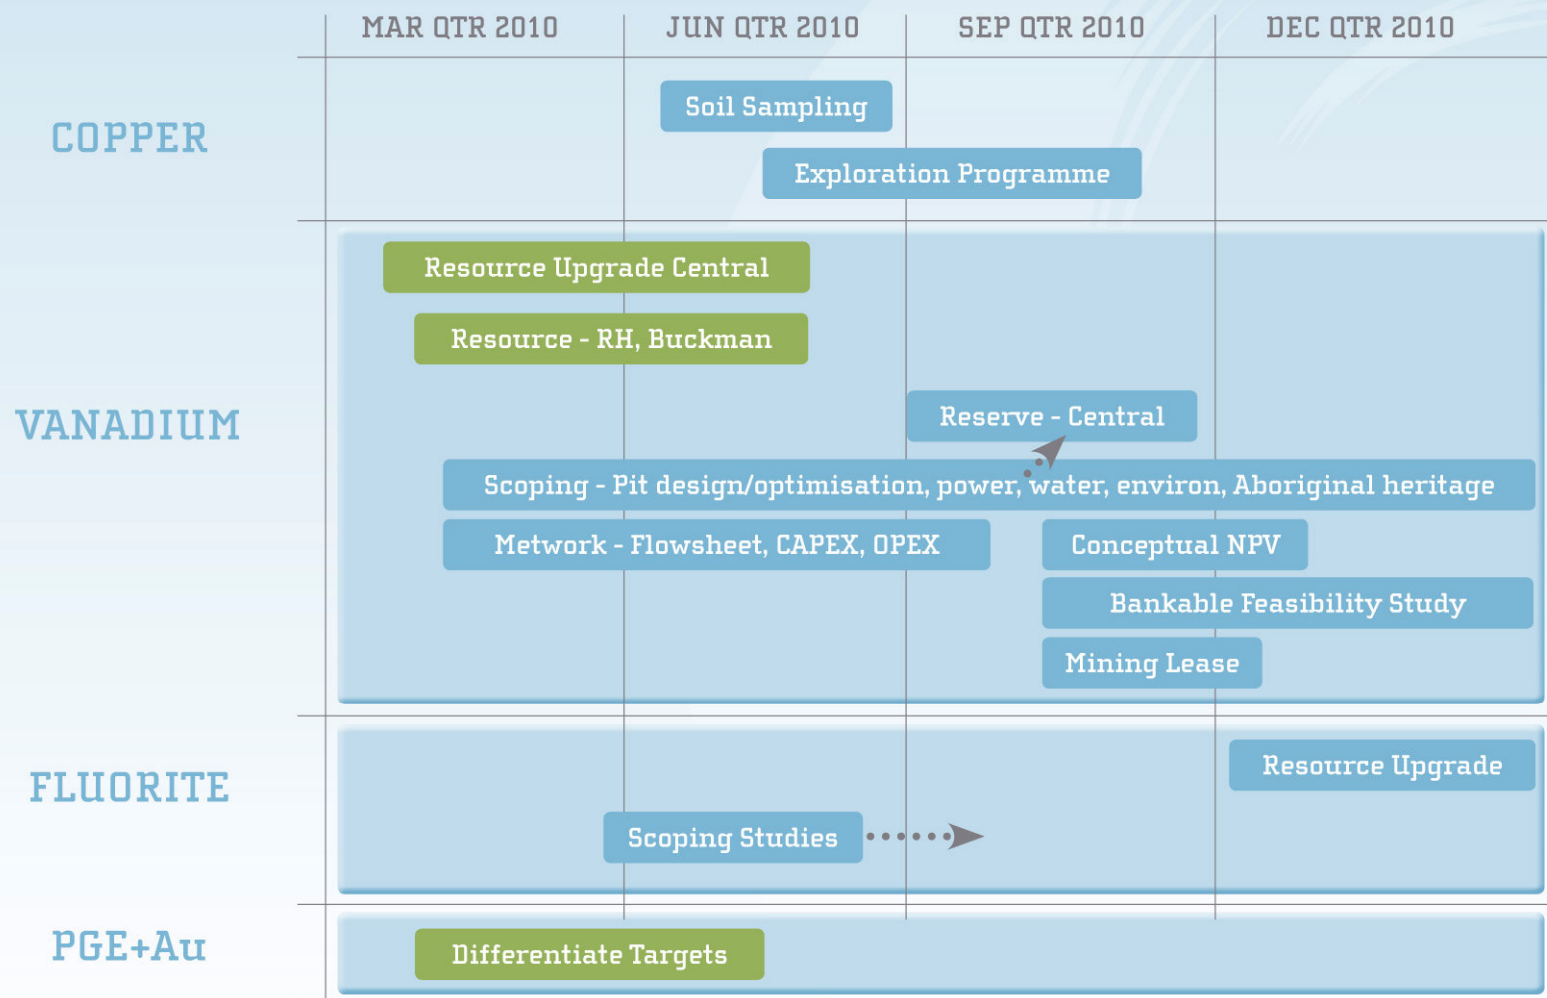 MAR QTR 2010
JUN QTR 2010
SEP QTR 2010
DEC QTR 2010
COPPER
Soil Sampling
Exploration Programme
VANADIUM
Resource Upgrade Central
Resource - RH, Buckman
Reserve - Central
Scoping - Pit design/optimisation, power, water, environ, Aboriginal heritage
Metwork - Flowsheet, CAPEX, OPEX
Conceptual NPV
Bankable Feasibility Study
Mining Lease
FLUORITE
Resource Upgrade
Scoping Studies
PGE+Au
Differentiate Targets